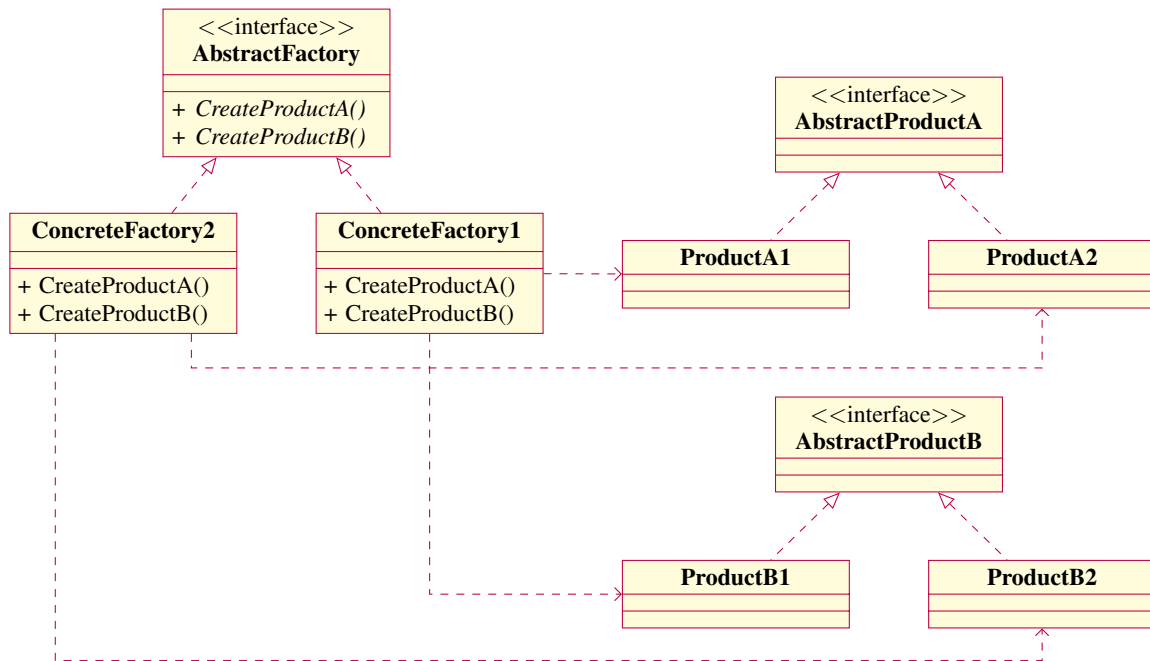 <<interface>>
AbstractFactory
+ CreateProductA()
+ CreateProductB()
<<interface>>
AbstractProductA
ConcreteFactory2
+ CreateProductA()
+ CreateProductB()
ConcreteFactory1
+ CreateProductA()
+ CreateProductB()
ProductA1
ProductA2
<<interface>>
AbstractProductB
ProductB1
ProductB2